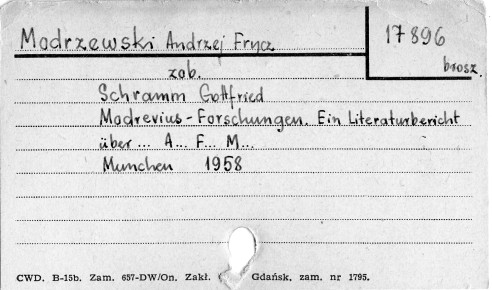 Modrzewski Andrzej Frycz
17896
brosz.
zob.
Schramm Gottfried
Modrevius-Forschungen. Ein Literaturbericht
über... A... F... M...
Munchen 1958
CWD. B-15b. Zam. 657-DW/On. Zakł. Gdańsk. zam. nr 1795.